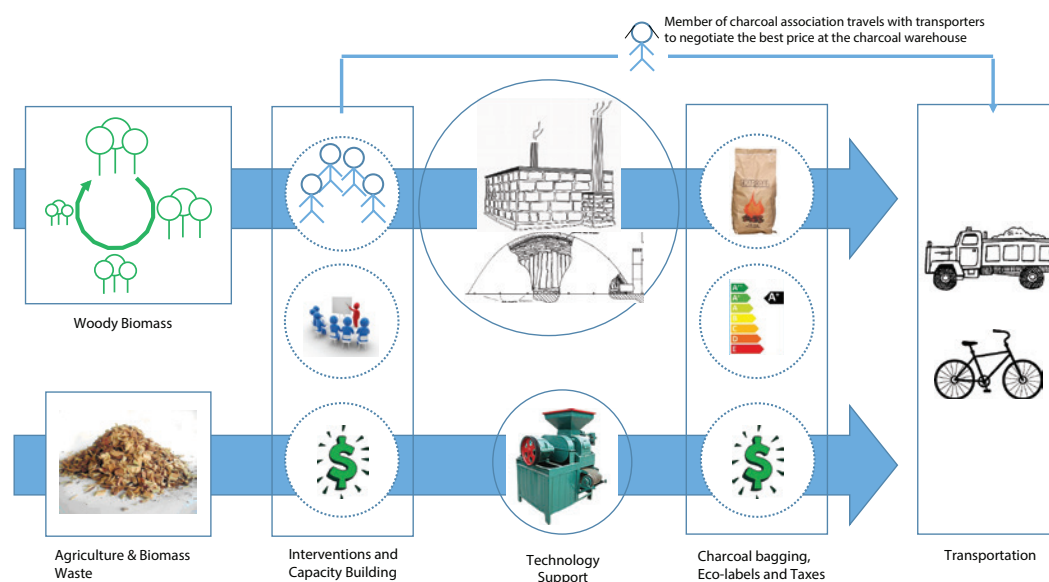 Member of charcoal association travels with transporters
to negotiate the best price at the charcoal warehouse
Woody Biomass
A+
Agriculture & Biomass
Waste
Interventions and
Capacity Building
Technology
Support
Charcoal bagging,
Eco-labels and Taxes
Transportation